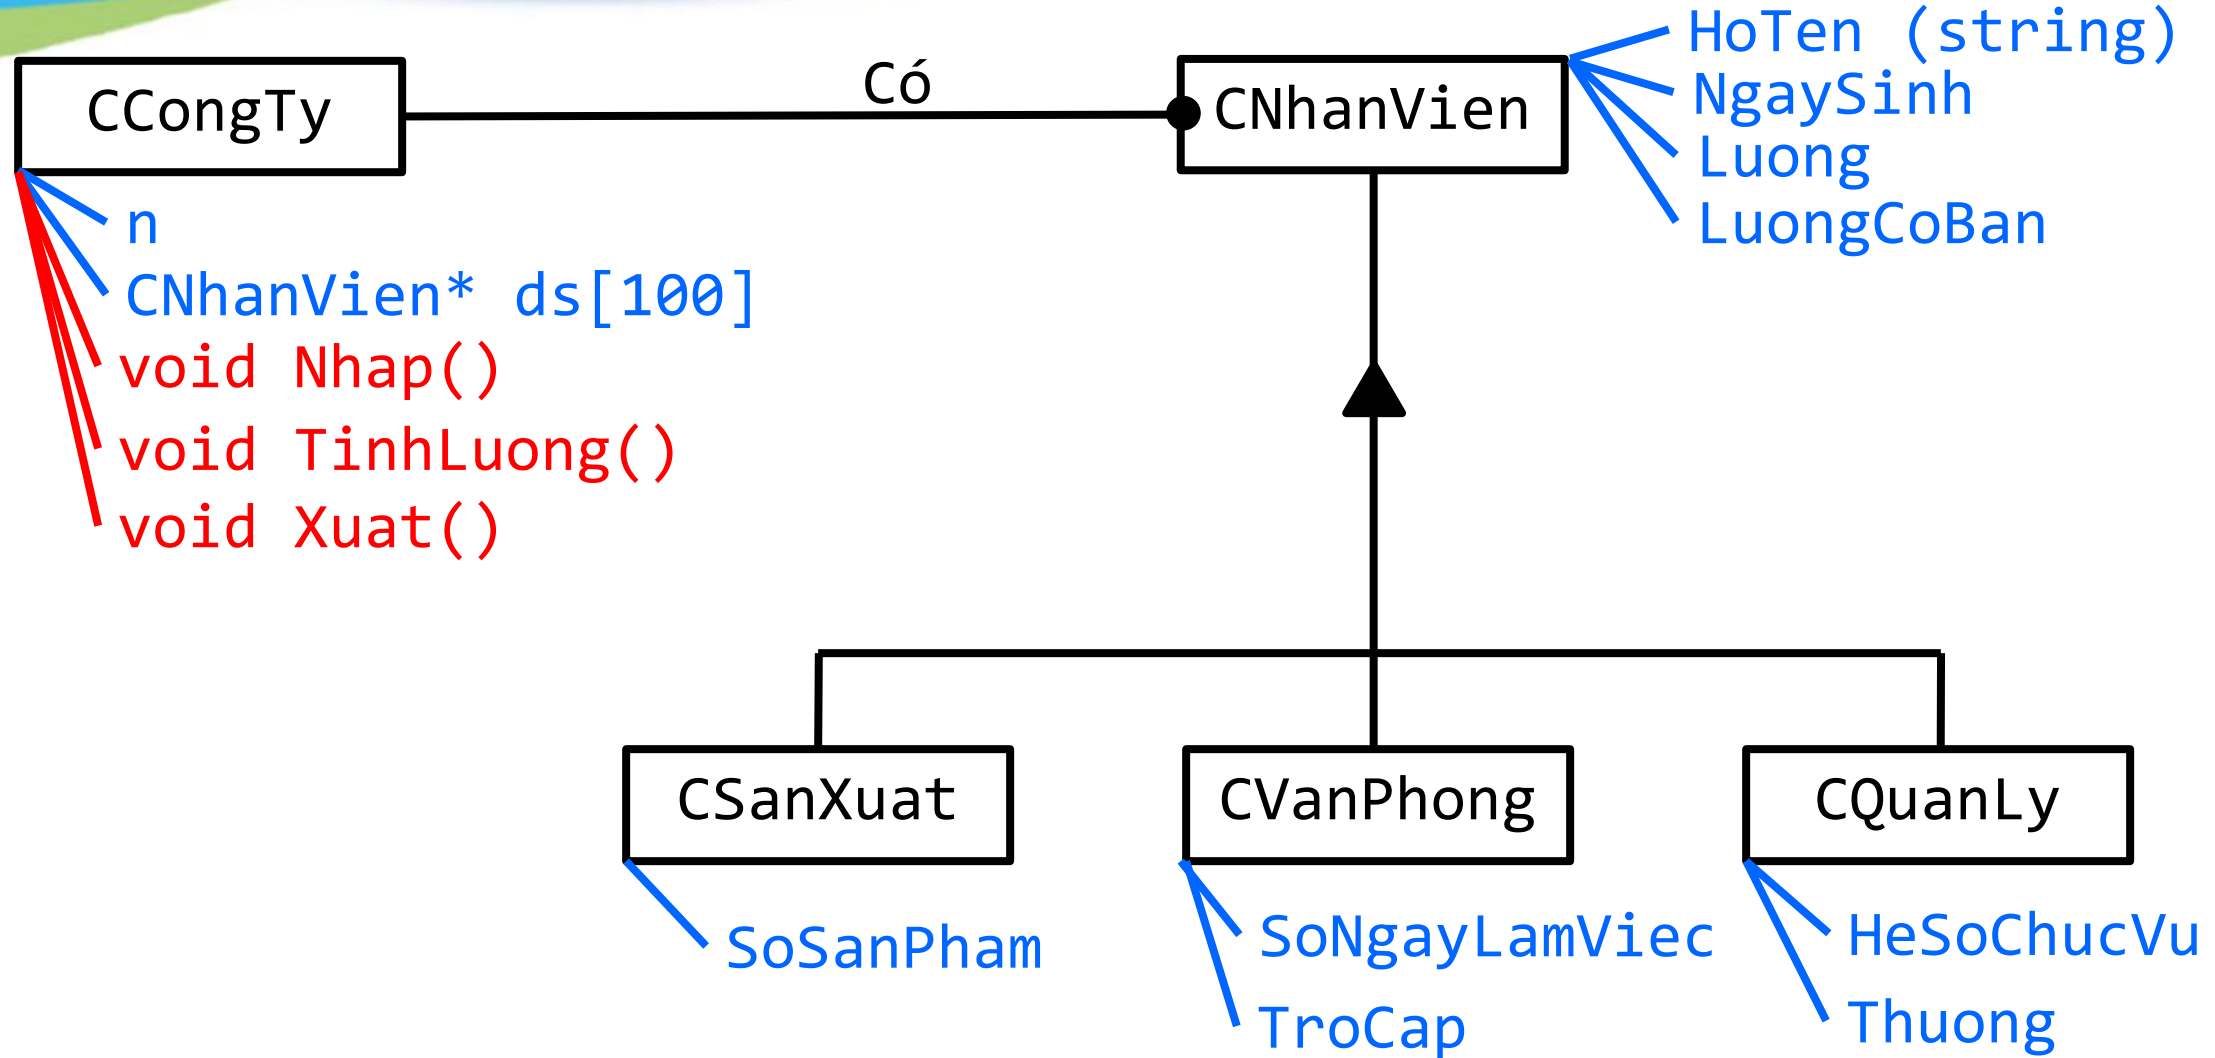 HoTen (string)
Có
CCongTy
CNhanVien
NgaySinh
Luong
LuongCoBan
n
CNhanVien* ds[100]
void Nhap()
void TinhLuong()
void Xuat()
CSanXuat
CVanPhong
CQuanLy
SoSanPham
SoNgayLamViec
HeSoChucVu
TroCap
Thuong